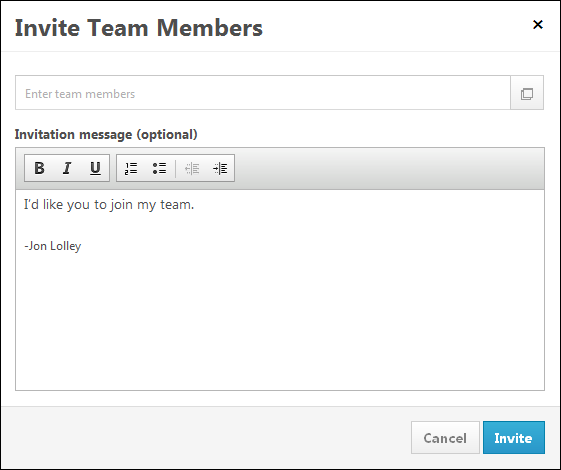 Invite Team Members
Enter team members
Invitation message (optional)
B I U
I'd like you to join my team.
-Jon Lolley
Cancel Invite